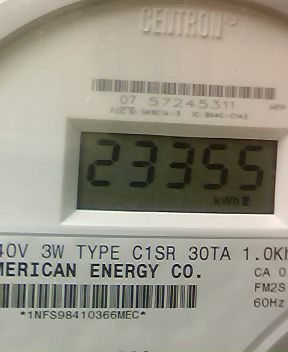 CENTRON®
07 57245311
23355
kWh
40V 3W TYPE C1SR 30TA 1.0Kh
MERICAN ENERGY CO.
CA 0
FM2S
60Hz
*1NFS98410366MEC*